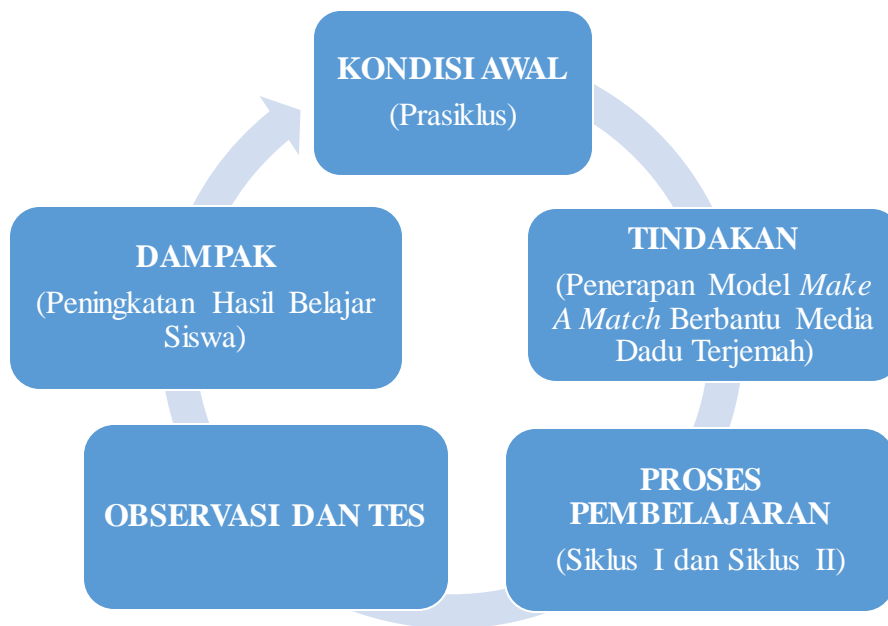 KONDISI AWAL
(Prasiklus)
TINDAKAN
(Penerapan Model Make
A Match Berbantu Media
Dadu Terjemah)
PROSES
PEMBELAJARAN
(Siklus I dan Siklus II)
OBSERVASI DAN TES
DAMPAK
(Peningkatan Hasil Belajar
Siswa)